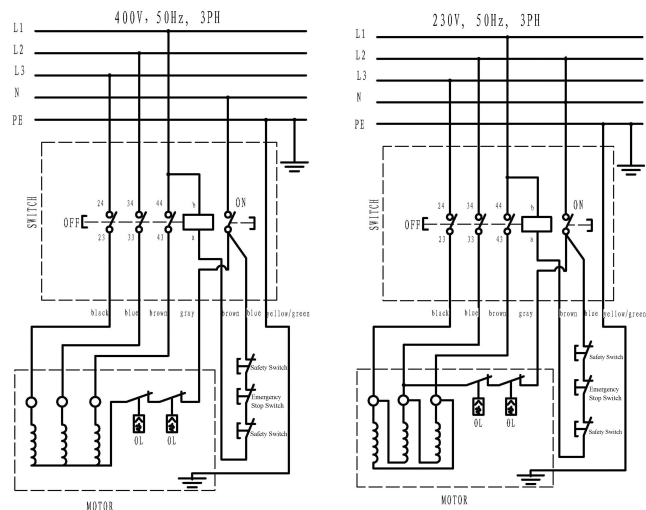 400V, 50Hz, 3PH
L1
L2
L3
N
PE
SWITCH
24
34
44
b
ON
OFF
23
33
43
a
black
blue
brown
gray
brown
blue
yellow/green
Safety Switch
Emergency
Stop Switch
Safety Switch
OL
OL
MOTOR
230V, 50Hz, 3PH
L1
L2
L3
N
PE
SWITCH
24
34
44
b
ON
OFF
23
33
43
a
black
blue
brown
gray
brown
blue
yellow/green
Safety Switch
Emergency
Stop Switch
Safety Switch
OL
OL
MOTOR